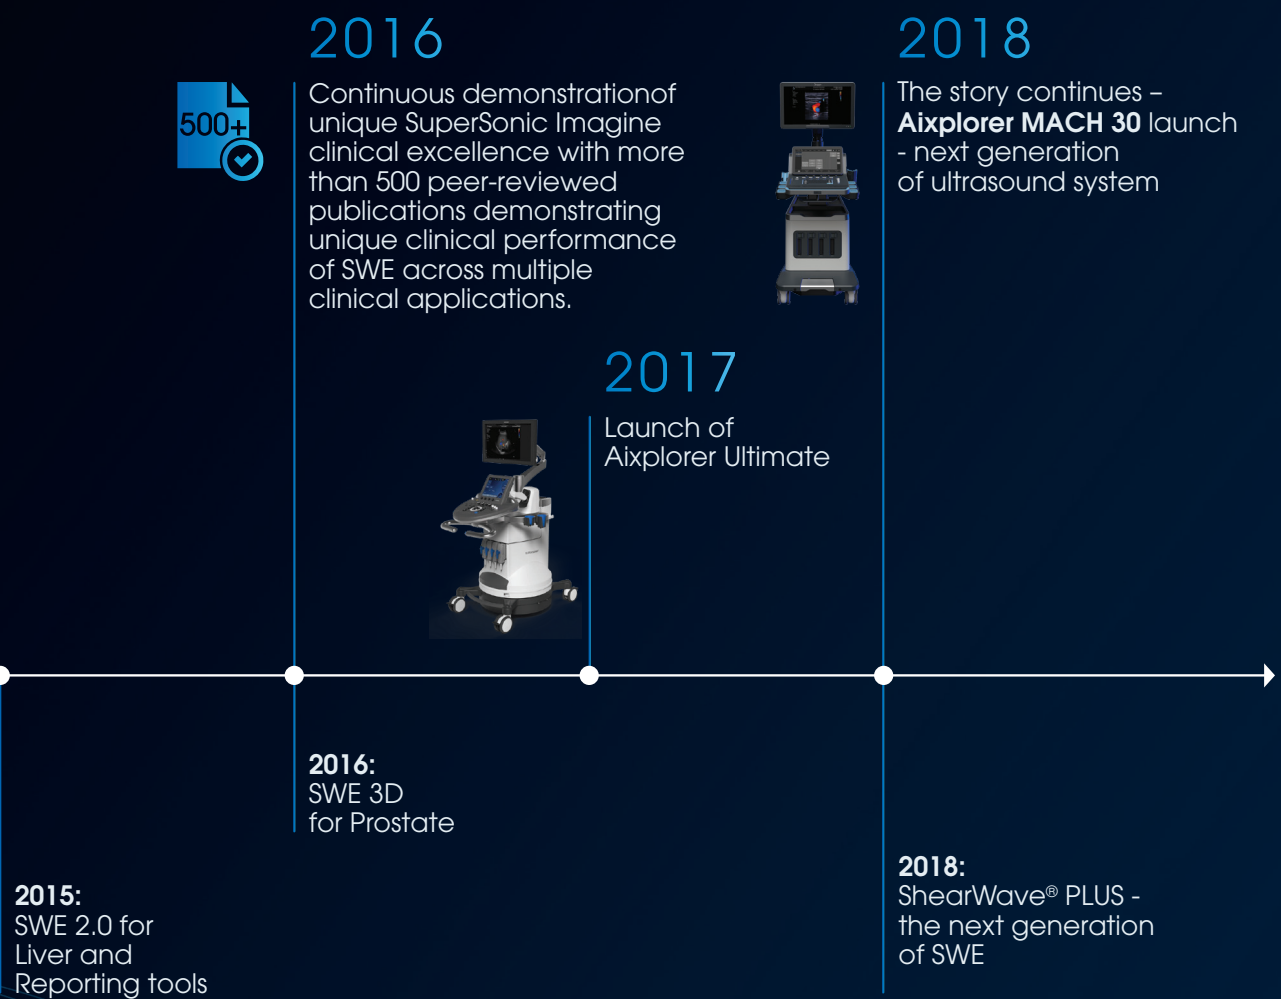 2016
500+
Continuous demonstrationof
unique SuperSonic Imagine
clinical excellence with more
than 500 peer-reviewed
publications demonstrating
unique clinical performance
of SWE across multiple
clinical applications.
2018
The story continues –
Aixplorer MACH 30 launch
- next generation
of ultrasound system
2017
Launch of
Aixplorer Ultimate
2015:
SWE 2.0 for
Liver and
Reporting tools
2016:
SWE 3D
for Prostate
2018:
ShearWave® PLUS -
the next generation
of SWE